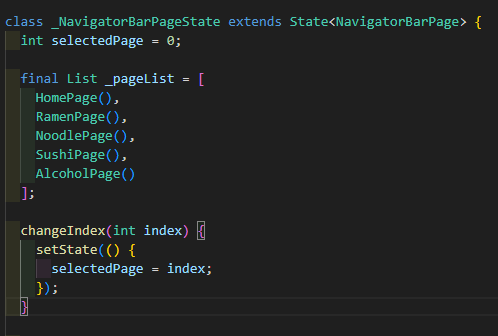 class _NavigatorBarPageState extends State<NavigatorBarPage> {
  int selectedPage = 0;

  final List _pageList = [
    HomePage(),
    RamenPage(),
    NoodlePage(),
    SushiPage(),
    AlcoholPage()
  ];

  changeIndex(int index) {
    setState(() {
      selectedPage = index;
    });
  }